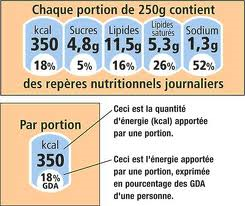 Chaque portion de 250g contient
kcal Sucres Lipides Lipides saturés Sodium
350 4,8g 11,5g 5,3g 1,3g
18% 5% 16% 26% 52%
des repères nutritionnels journaliers
Par portion
kcal
350
18%
GDA
Ceci est la quantité
d'énergie (kcal) apportée
par une portion.
Ceci est l'énergie apportée
par une portion, exprimée
en pourcentage des GDA
d'une personne.